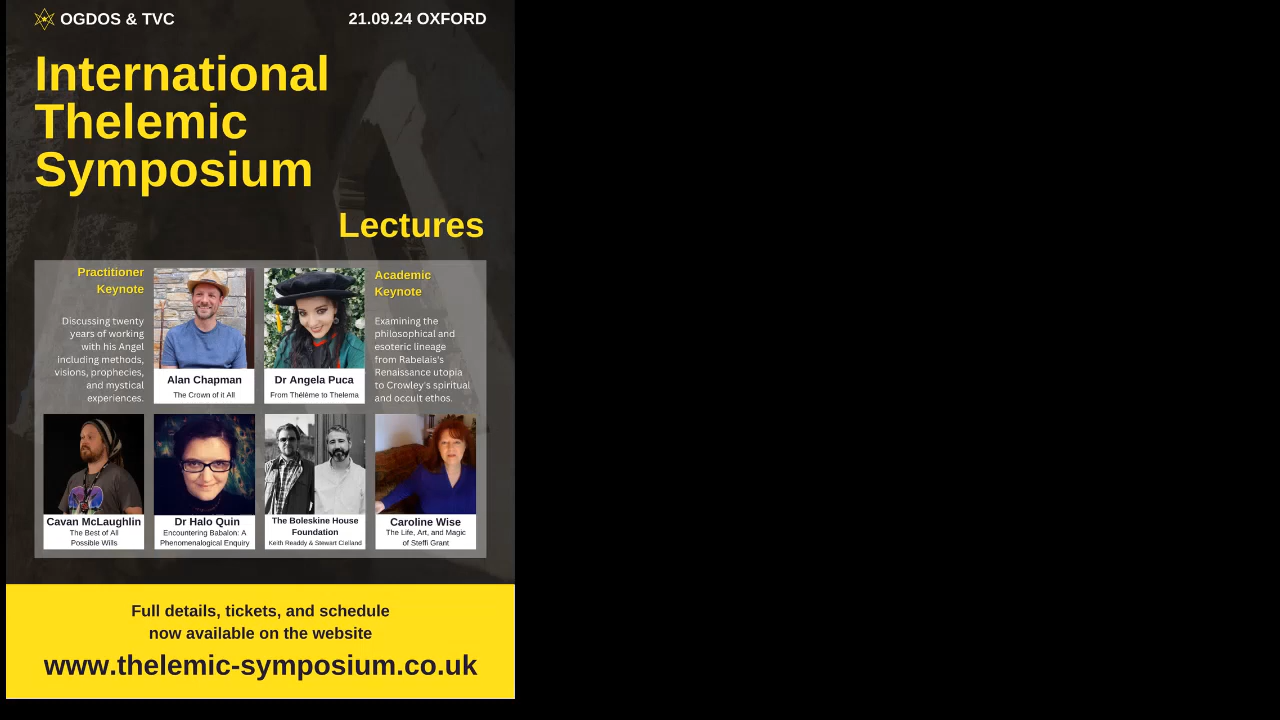 OGDOS & TVC
21.09.24 OXFORD
International
Thelemic
Symposium
Lectures
Practitioner
Keynote
Discussing twenty
years of working
with his Angel
including methods,
visions, prophecies,
and mystical
experiences.
Alan Chapman
The Crown of it All
Dr Angela Puca
From Thélème to Thelema
Academic
Keynote
Examining the
philosophical and
esoteric lineage
from Rabelais's
Renaissance utopia
to Crowley's spiritual
and occult ethos.
Cavan McLaughlin
The Best of All
Possible Wills
Dr Halo Quin
Encountering Babalon: A
Phenomenalogical Enquiry
The Boleskine House
Foundation
Keith Readdy & Stewart Clelland
Caroline Wise
The Life, Art, and Magic
of Steffi Grant
Full details, tickets, and schedule
now available on the website
www.thelemic-symposium.co.uk